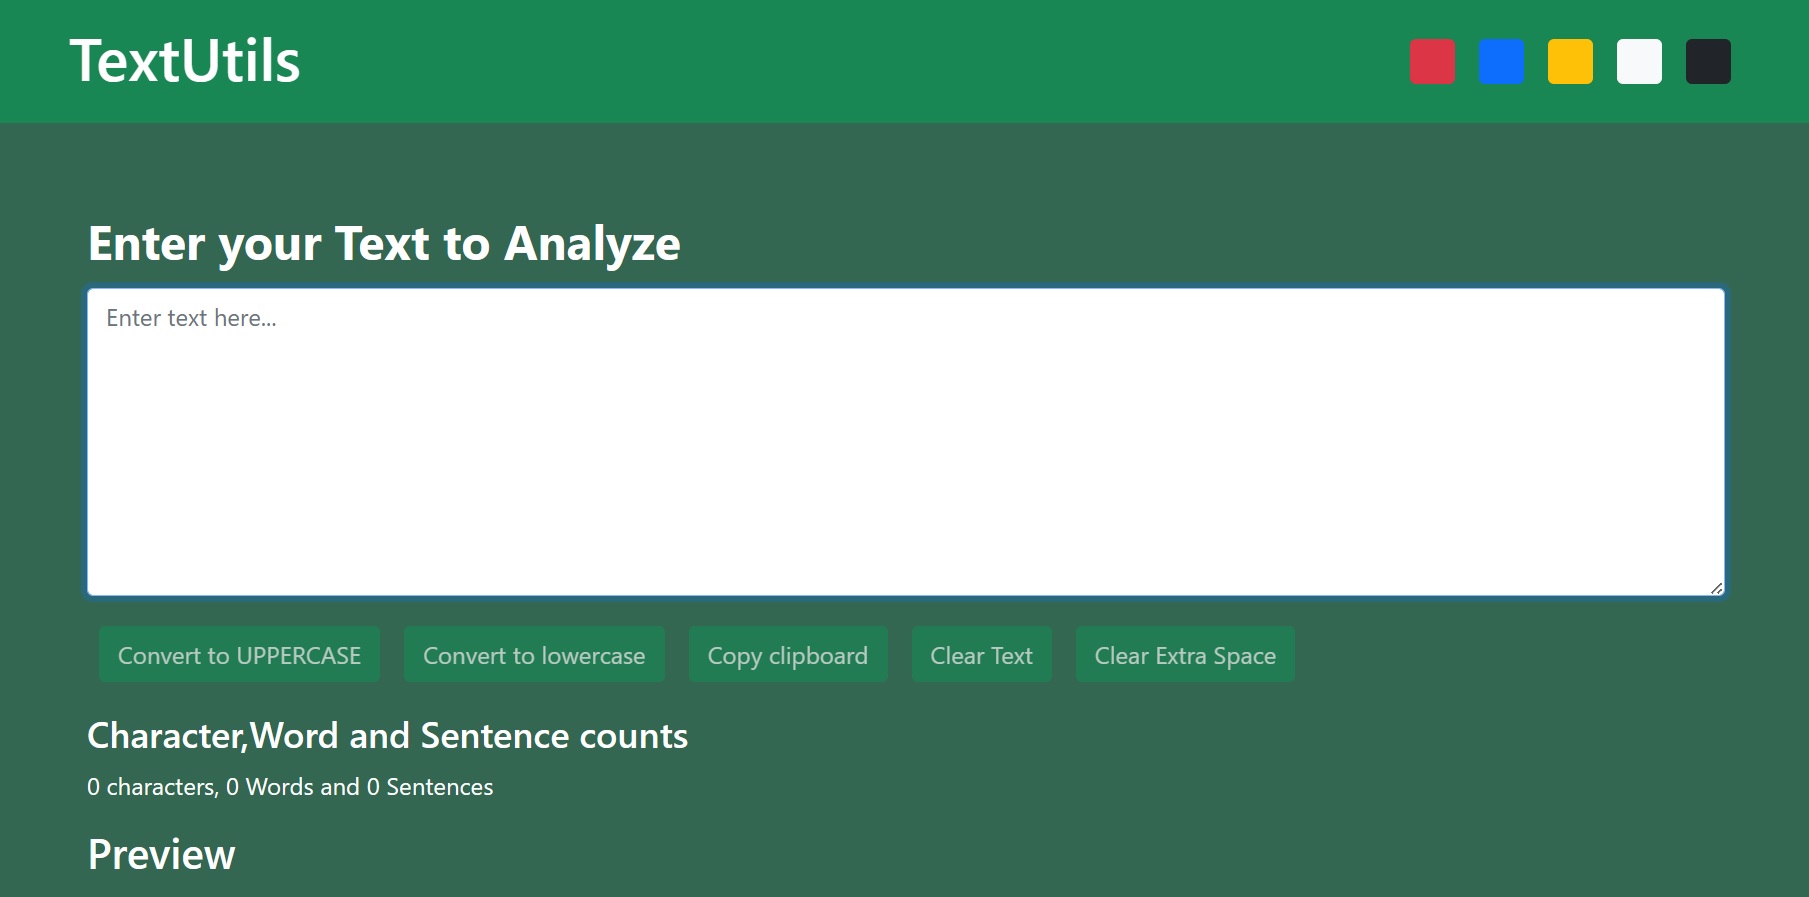 TextUtils
Enter your Text to Analyze
Enter text here...
Convert to UPPERCASE Convert to lowercase Copy clipboard Clear Text Clear Extra Space
Character,Word and Sentence counts
0 characters, 0 Words and 0 Sentences
Preview